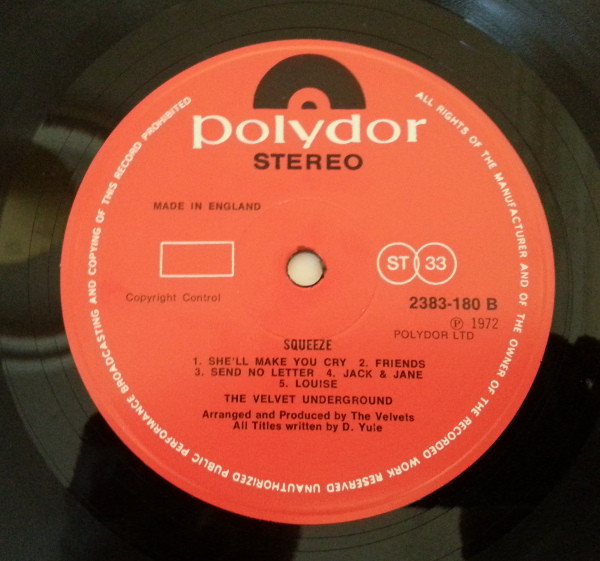 polydor
STEREO
MADE IN ENGLAND
ST 33
Copyright Control
2383-180 B
℗ 1972
POLYDOR LTD
SQUEEZE
1. SHE'LL MAKE YOU CRY 2. FRIENDS
3. SEND NO LETTER 4. JACK & JANE
5. LOUISE
THE VELVET UNDERGROUND
Arranged and Produced by The Velvets
All Titles written by D. Yule
ALL RIGHTS OF THE MANUFACTURER AND OF THE OWNER OF THE RECORDED WORK RESERVED UNAUTHORIZED PUBLIC PERFORMANCE BROADCASTING AND COPYING OF THIS RECORD PROHIBITED